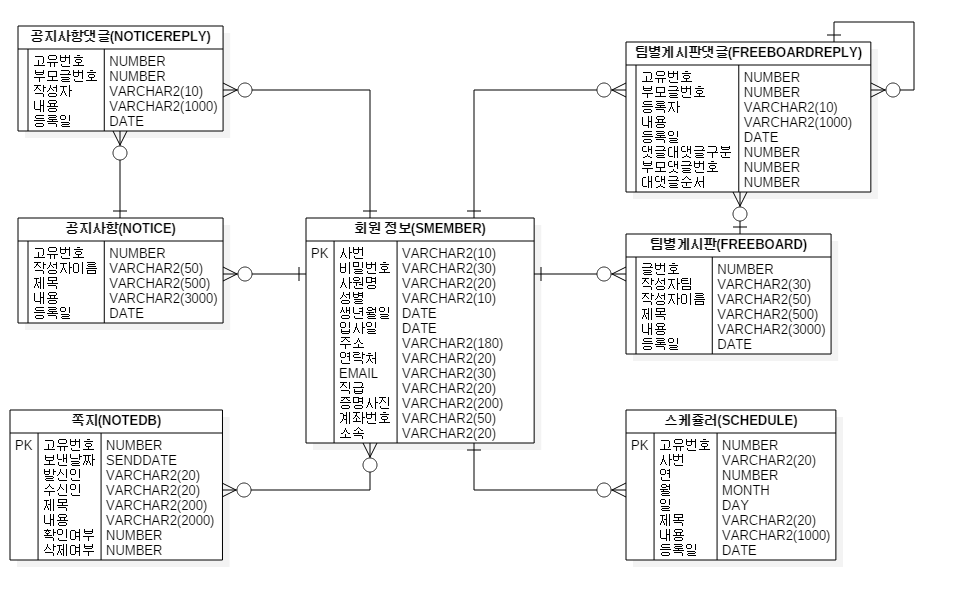 공지사항댓글(NOTICEREPLY)
고유번호 NUMBER
부모글번호 NUMBER
작성자 VARCHAR2(10)
내용 VARCHAR2(1000)
등록일 DATE
팀별게시판댓글(FREEBOARDREPLY)
고유번호 NUMBER
부모글번호 NUMBER
등록자 VARCHAR2(10)
내용 VARCHAR2(1000)
등록일 DATE
댓글대댓글구분 NUMBER
부모댓글번호 NUMBER
대댓글순서 NUMBER
공지사항(NOTICE)
고유번호 NUMBER
작성자이름 VARCHAR2(50)
제목 VARCHAR2(500)
내용 VARCHAR2(3000)
등록일 DATE
회원 정보(SMEMBER)
PK 사번 VARCHAR2(10)
비밀번호 VARCHAR2(30)
사원명 VARCHAR2(20)
성별 VARCHAR2(10)
생년월일 DATE
입사일 DATE
주소 VARCHAR2(180)
연락처 VARCHAR2(20)
EMAIL VARCHAR2(30)
직급 VARCHAR2(20)
증명사진 VARCHAR2(200)
계좌번호 VARCHAR2(50)
소속 VARCHAR2(20)
팀별게시판(FREEBOARD)
글번호 NUMBER
작성자팀 VARCHAR2(30)
작성자이름 VARCHAR2(50)
제목 VARCHAR2(500)
내용 VARCHAR2(3000)
등록일 DATE
쪽지(NOTEDB)
PK 고유번호 NUMBER
보낸날짜 SENDDATE
발신인 VARCHAR2(20)
수신인 VARCHAR2(20)
제목 VARCHAR2(200)
내용 VARCHAR2(2000)
확인여부 NUMBER
삭제여부 NUMBER
스케쥴러(SCHEDULE)
PK 고유번호 NUMBER
사번 VARCHAR2(20)
연 NUMBER
월 MONTH
일 DAY
제목 VARCHAR2(20)
내용 VARCHAR2(1000)
등록일 DATE